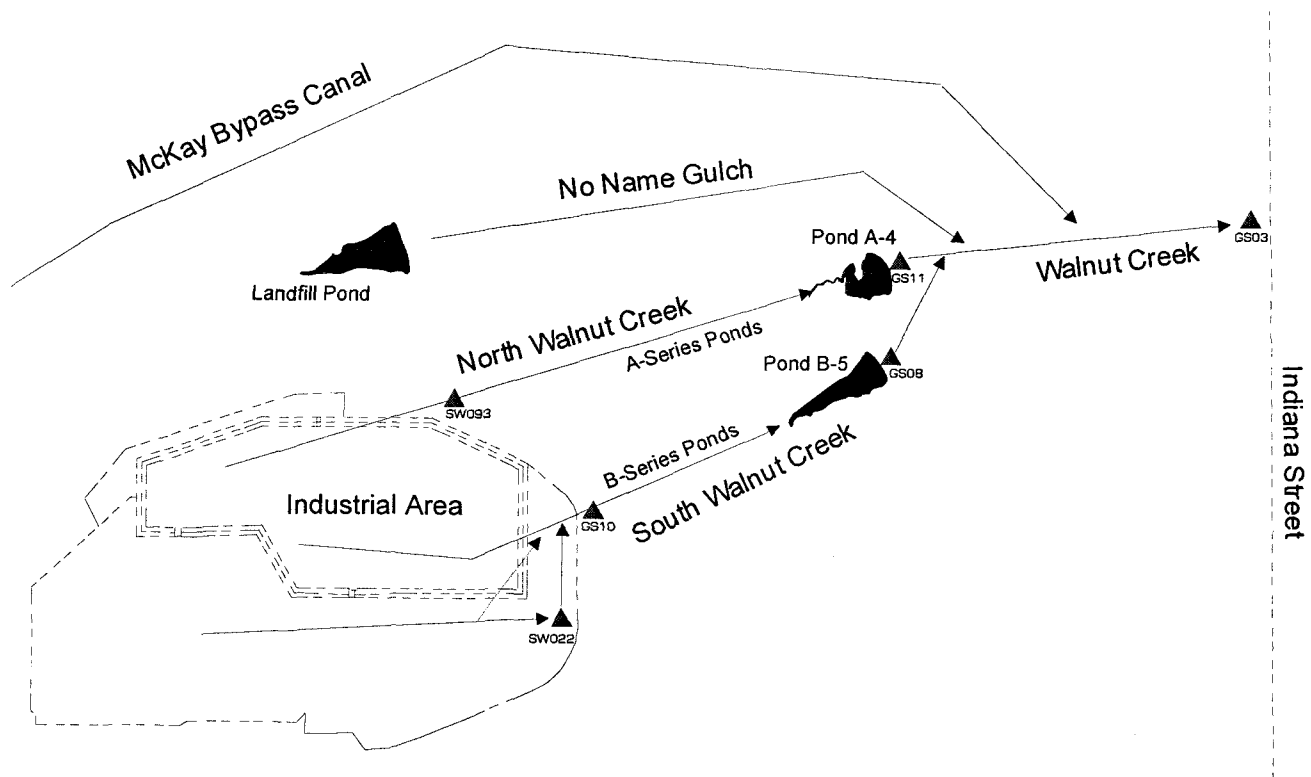 McKay Bypass Canal
No Name Gulch
Landfill Pond
Pond A-4
GS11
GS03
Walnut Creek
North Walnut Creek
A-Series Ponds
Pond B-5
GS08
SW093
B-Series Ponds
South Walnut Creek
Industrial Area
GS10
SW022
Indiana Street